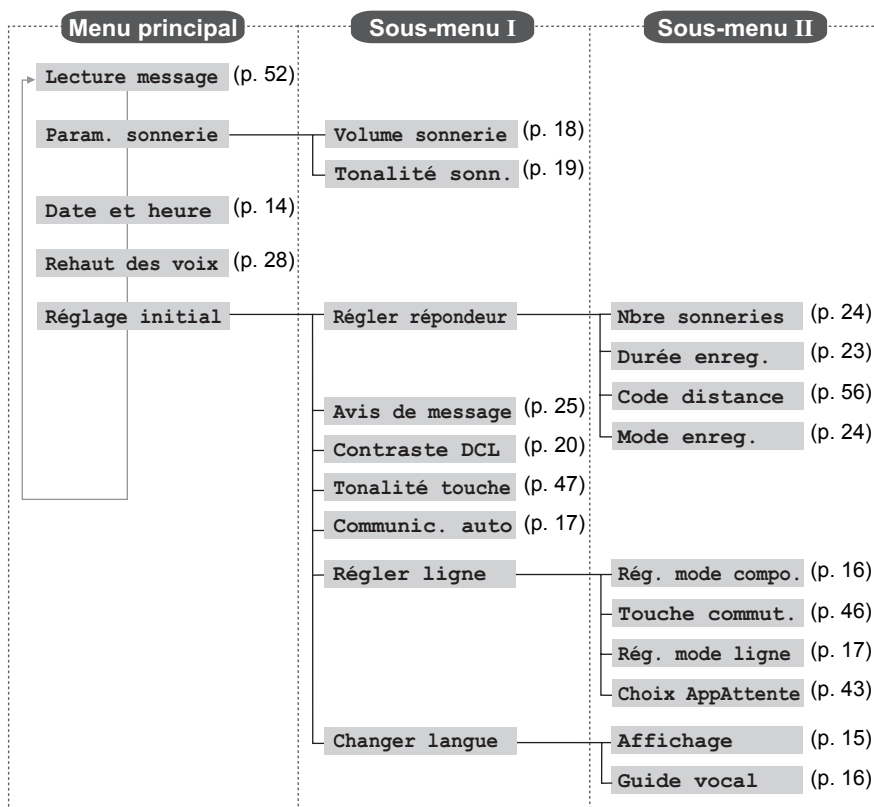 Menu principal Sous-menu I Sous-menu II
Lecture message (p. 52)
Param. sonnerie Volume sonnerie (p. 18)
Tonalité sonn. (p. 19)
Date et heure (p. 14)
Rehaut des voix (p. 28)
Réglage initial Régler répondeur Nbre sonneries (p. 24)
Durée enreg. (p. 23)
Code distance (p. 56)
Avis de message (p. 25)
Mode enreg. (p. 24)
Contraste DCL (p. 20)
Tonalité touche (p. 47)
Communic. auto (p. 17)
Régler ligne Rég. mode compo. (p. 16)
Touche commut. (p. 46)
Rég. mode ligne (p. 17)
Choix AppAttente (p. 43)
Changer langue Affichage (p. 15)
Guide vocal (p. 16)